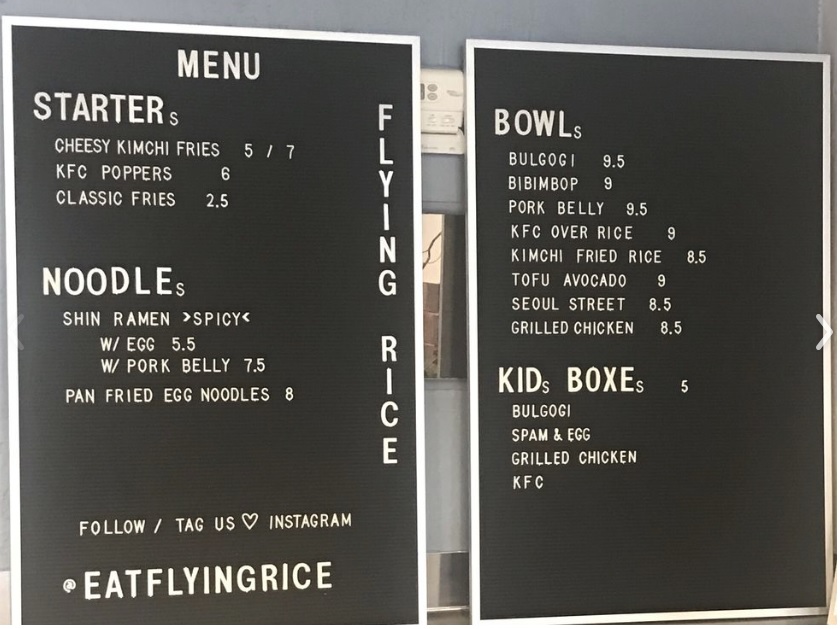 MENU
STARTERs
CHEESY KIMCHI FRIES 5 / 7
KFC POPPERS 6
CLASSIC FRIES 2.5
NOODLEs
SHIN RAMEN >SPICY<
W/ EGG 5.5
W/ PORK BELLY 7.5
PAN FRIED EGG NOODLES 8
FLYING RICE
FOLLOW / TAG US ♡ INSTAGRAM
@EATFLYINGRICE
BOWLs
BULGOGI 9.5
BIBIMBOP 9
PORK BELLY 9.5
KFC OVER RICE 9
KIMCHI FRIED RICE 8.5
TOFU AVOCADO 9
SEOUL STREET 8.5
GRILLED CHICKEN 8.5
KIDs BOXEs 5
BULGOGI
SPAM & EGG
GRILLED CHICKEN
KFC